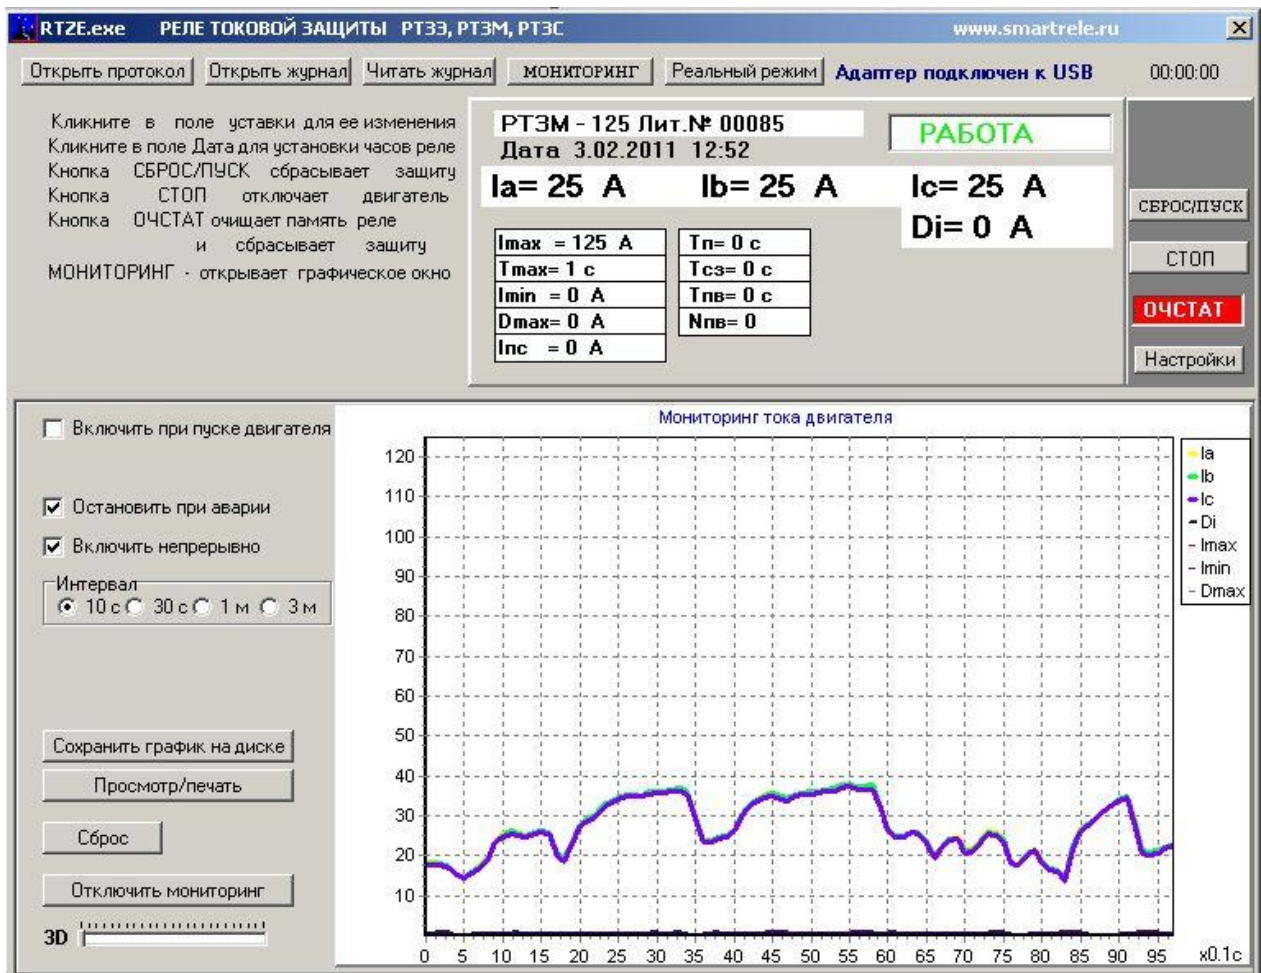 RTZE.exe РЕЛЕ ТОКОВОЙ ЗАЩИТЫ РТЗЭ, РТЗМ, РТЗС www.smartrele.ru
Открыть протокол Открыть журнал Читать журнал МОНИТОРИНГ Реальный режим Адаптер подключен к USB 00:00:00
Кликните в поле уставки для ее изменения
Кликните в поле Дата для установки часов реле
Кнопка СБРОС/ПУСК сбрасывает защиту
Кнопка СТОП отключает двигатель
Кнопка ОЧСТАТ очищает память реле
и сбрасывает защиту
МОНИТОРИНГ - открывает графическое окно
РТЗМ - 125 Лит.№ 00085
Дата 3.02.2011 12:52
РАБОТА
Ia= 25 А Ib= 25 А Ic= 25 А
Di= 0 А
Imax = 125 А
Tmax= 1 с
Imin = 0 А
Dmax= 0 А
Iпс = 0 А
Тп= 0 с
Тсз= 0 с
Тпв= 0 с
Nпв= 0
СБРОС/ПУСК
СТОП
ОЧСТАТ
Настройки
Включить при пуске двигателя
Остановить при аварии
Включить непрерывно
Интервал
10 с 30 с 1 м 3 м
Сохранить график на диске
Просмотр/печать
Сброс
Отключить мониторинг
3D
Мониторинг тока двигателя
120
110
100
90
80
70
60
50
40
30
20
10
0 5 10 15 20 25 30 35 40 45 50 55 60 65 70 75 80 85 90 95 x0.1с
Ia
Ib
Ic
Di
Imax
Imin
Dmax